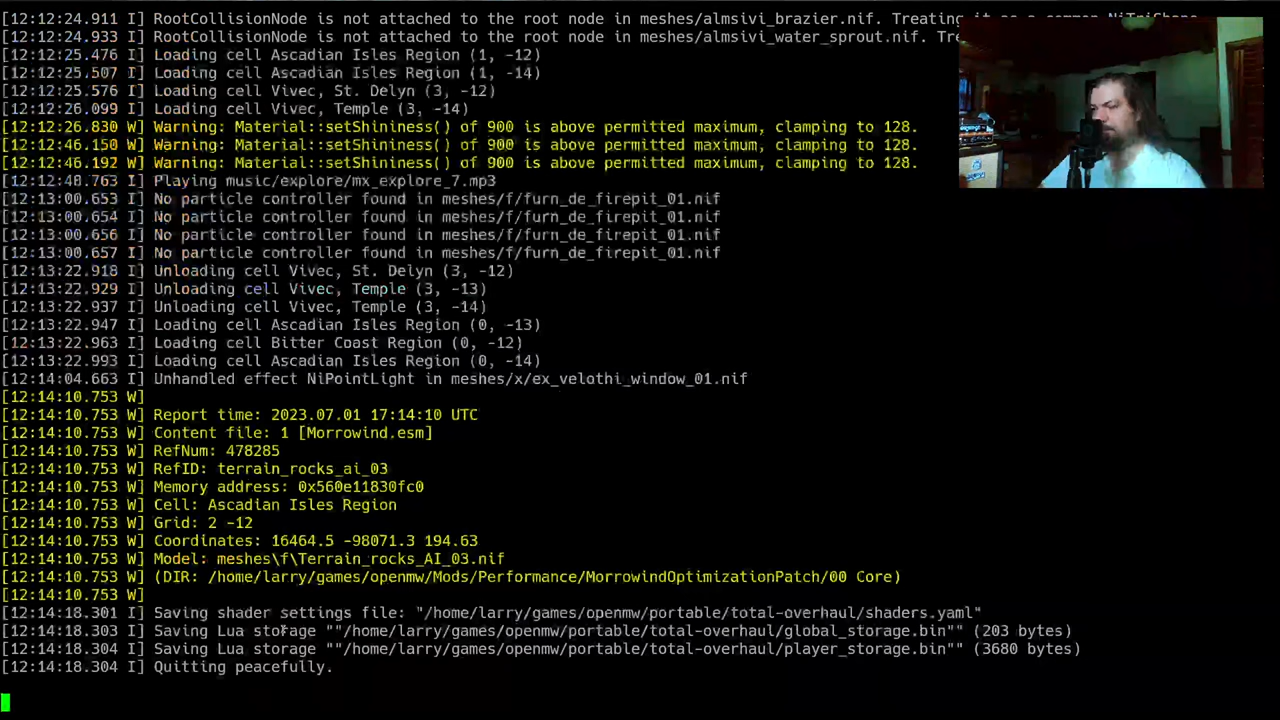 [12:12:24.911 I] RootCollisionNode is not attached to the root node in meshes/almsivi_brazier.nif. Treating it as a common NiTriShape
[12:12:24.933 I] RootCollisionNode is not attached to the root node in meshes/almsivi_water_sprout.nif.
[12:12:25.476 I] Loading cell Ascadian Isles Region (1, -12)
[12:12:25.507 I] Loading cell Ascadian Isles Region (1, -14)
[12:12:25.576 I] Loading cell Vivec, St. Delyn (3, -12)
[12:12:26.099 I] Loading cell Vivec, Temple (3, -14)
[12:12:26.830 W] Warning: Material::setShininess() of 900 is above permitted maximum, clamping to 128.
[12:12:46.150 W] Warning: Material::setShininess() of 900 is above permitted maximum, clamping to 128.
[12:12:46.192 W] Warning: Material::setShininess() of 900 is above permitted maximum, clamping to 128.
[12:12:48.763 I] Playing music/explore/mx_explore_7.mp3
[12:13:00.653 I] No particle controller found in meshes/f/furn_de_firepit_01.nif
[12:13:00.654 I] No particle controller found in meshes/f/furn_de_firepit_01.nif
[12:13:00.656 I] No particle controller found in meshes/f/furn_de_firepit_01.nif
[12:13:00.657 I] No particle controller found in meshes/f/furn_de_firepit_01.nif
[12:13:22.918 I] Unloading cell Vivec, St. Delyn (3, -12)
[12:13:22.929 I] Unloading cell Vivec, Temple (3, -13)
[12:13:22.937 I] Unloading cell Vivec, Temple (3, -14)
[12:13:22.947 I] Loading cell Ascadian Isles Region (0, -13)
[12:13:22.963 I] Loading cell Bitter Coast Region (0, -12)
[12:13:22.993 I] Loading cell Ascadian Isles Region (0, -14)
[12:14:04.663 I] Unhandled effect NiPointLight in meshes/x/ex_velothi_window_01.nif
[12:14:10.753 W]
[12:14:10.753 W] Report time: 2023.07.01 17:14:10 UTC
[12:14:10.753 W] Content file: 1 [Morrowind.esm]
[12:14:10.753 W] RefNum: 478285
[12:14:10.753 W] RefID: terrain_rocks_ai_03
[12:14:10.753 W] Memory address: 0x560e11830fc0
[12:14:10.753 W] Cell: Ascadian Isles Region
[12:14:10.753 W] Grid: 2 -12
[12:14:10.753 W] Coordinates: 16464.5 -98071.3 194.63
[12:14:10.753 W] Model: meshes\f\Terrain_rocks_AI_03.nif
[12:14:10.753 W] (DIR: /home/larry/games/openmw/Mods/Performance/MorrowindOptimizationPatch/00 Core)
[12:14:10.753 W]
[12:14:18.301 I] Saving shader settings file: "/home/larry/games/openmw/portable/total-overhaul/shaders.yaml"
[12:14:18.303 I] Saving Lua storage ""/home/larry/games/openmw/portable/total-overhaul/global_storage.bin"" (203 bytes)
[12:14:18.304 I] Saving Lua storage ""/home/larry/games/openmw/portable/total-overhaul/player_storage.bin"" (3680 bytes)
[12:14:18.304 I] Quitting peacefully.